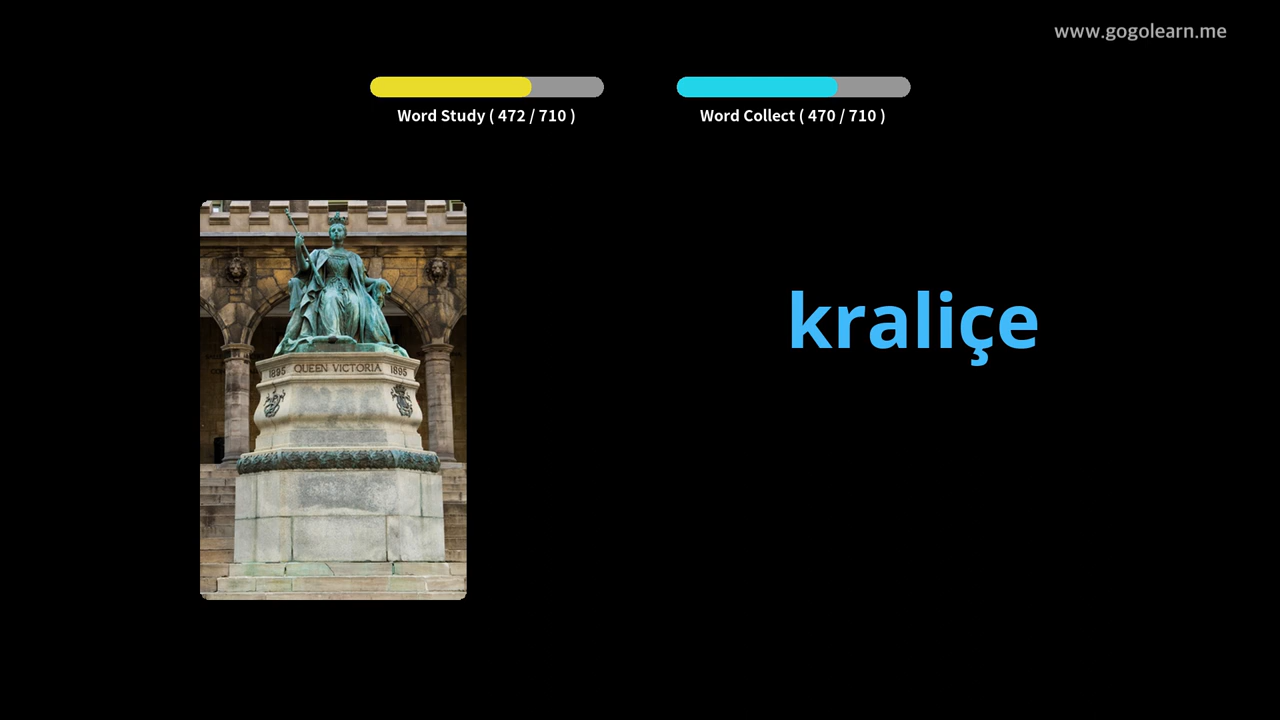 www.gogolearn.me
Word Study ( 472 / 710 )
Word Collect ( 470 / 710 )
1895 QUEEN VICTORIA 1895
kraliçe